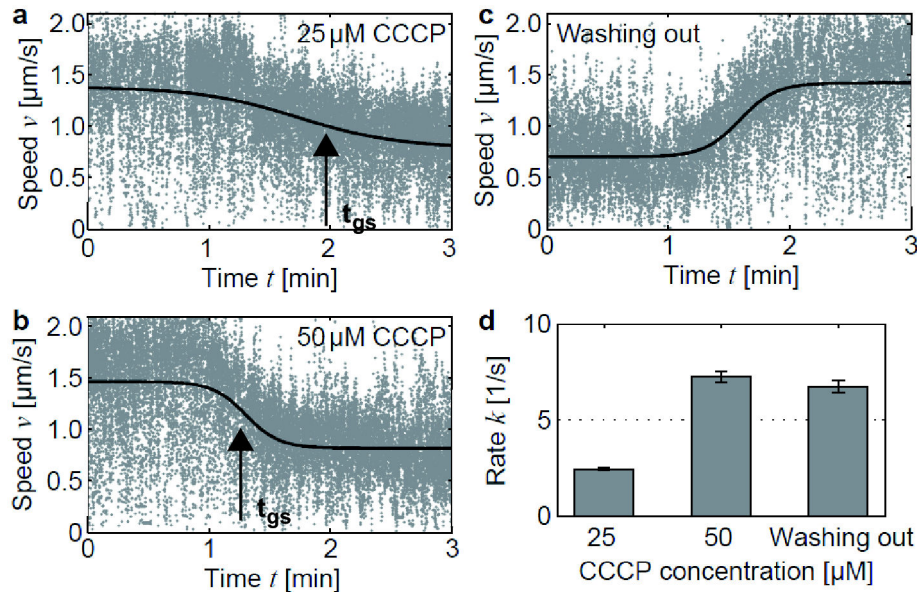 a
25 µM CCCP
2.0
1.5
1.0
0.5
0
Speed v [µm/s]
t_gs
0 1 2 3
Time t [min]
b
50 µM CCCP
2.0
1.5
1.0
0.5
0
Speed v [µm/s]
t_gs
0 1 2 3
Time t [min]
c
Washing out
2.0
1.5
1.0
0.5
0
Speed v [µm/s]
0 1 2 3
Time t [min]
d
10
5
0
Rate k [1/s]
25 50 Washing out
CCCP concentration [µM]